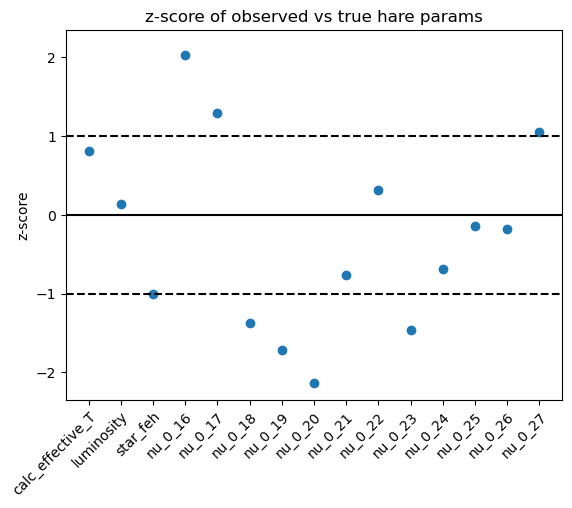 z-score of observed vs true hare params
z-score
2
1
0
−1
−2
calc_effective_T
luminosity
star_feh
nu_0_16
nu_0_17
nu_0_18
nu_0_19
nu_0_20
nu_0_21
nu_0_22
nu_0_23
nu_0_24
nu_0_25
nu_0_26
nu_0_27